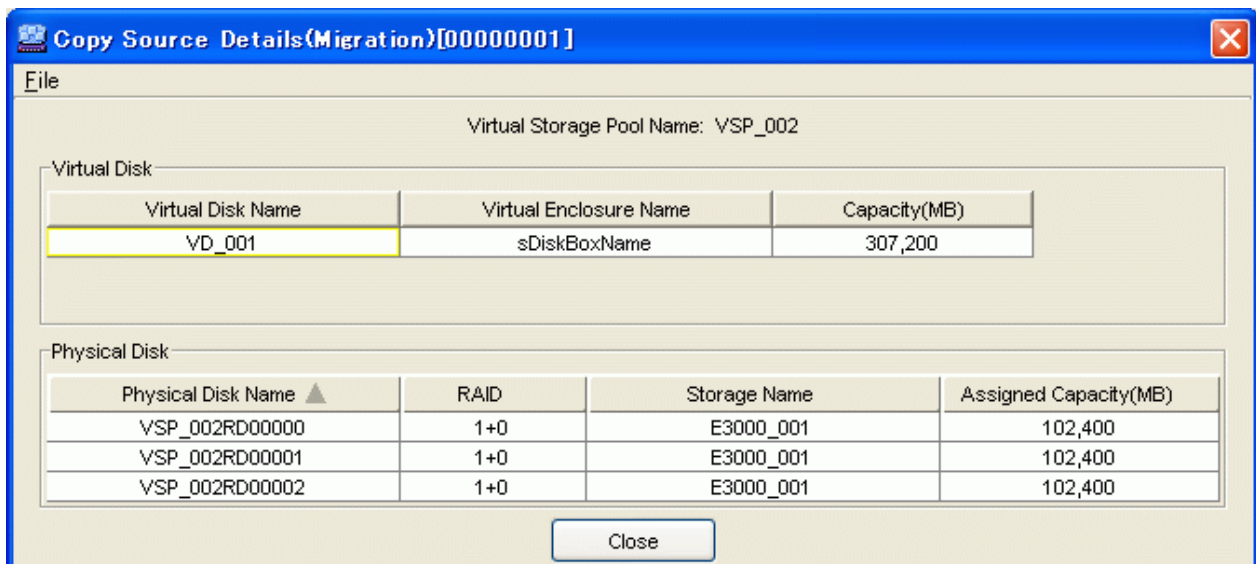 Copy Source Details(Migration)[00000001]
File
Virtual Storage Pool Name: VSP_002
Virtual Disk
Virtual Disk Name Virtual Enclosure Name Capacity(MB)
VD_001 sDiskBoxName 307,200
Physical Disk
Physical Disk Name RAID Storage Name Assigned Capacity(MB)
VSP_002RD00000 1+0 E3000_001 102,400
VSP_002RD00001 1+0 E3000_001 102,400
VSP_002RD00002 1+0 E3000_001 102,400
Close